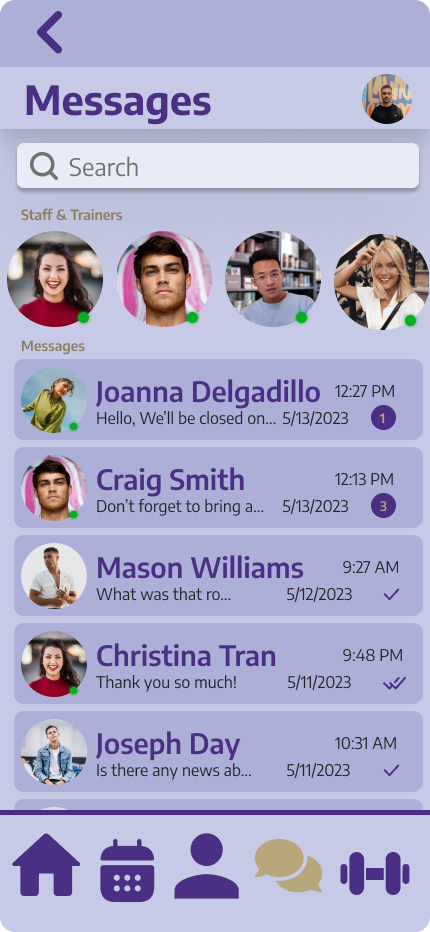 Messages
Search
Staff & Trainers
Messages
Joanna Delgadillo 12:27 PM
Hello, We’ll be closed on... 5/13/2023 1
Craig Smith 12:13 PM
Don’t forget to bring a... 5/13/2023 3
Mason Williams 9:27 AM
What was that ro... 5/12/2023
Christina Tran 9:48 PM
Thank you so much! 5/11/2023
Joseph Day 10:31 AM
Is there any news ab... 5/11/2023